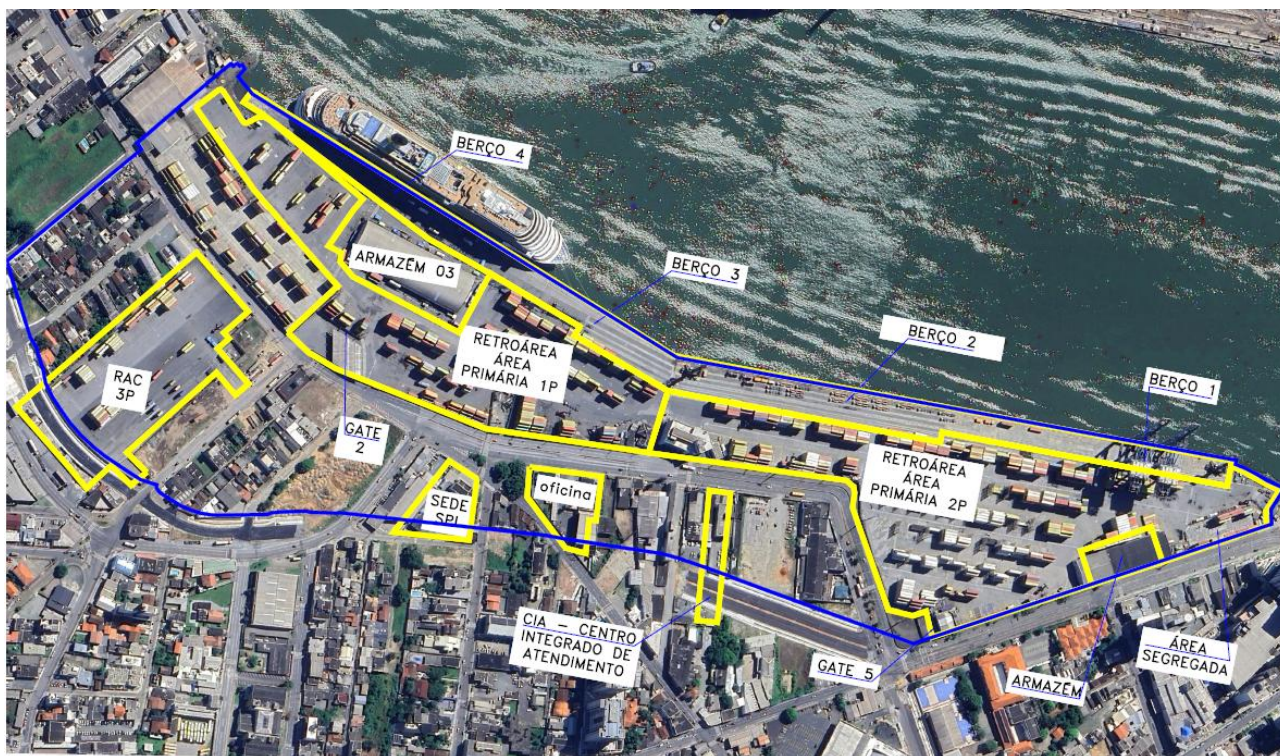 BERÇO 4
ARMAZÉM 03
BERÇO 3
BERÇO 2
BERÇO 1
RETROÁREA
ÁREA
PRIMÁRIA 1P
RAC
3P
GATE
2
RETROÁREA
ÁREA
PRIMÁRIA 2P
SEDE
SPI
oficina
CIA – CENTRO
INTEGRADO DE
ATENDIMENTO
GATE 5
ARMAZÉM
ÁREA
SEGREGADA